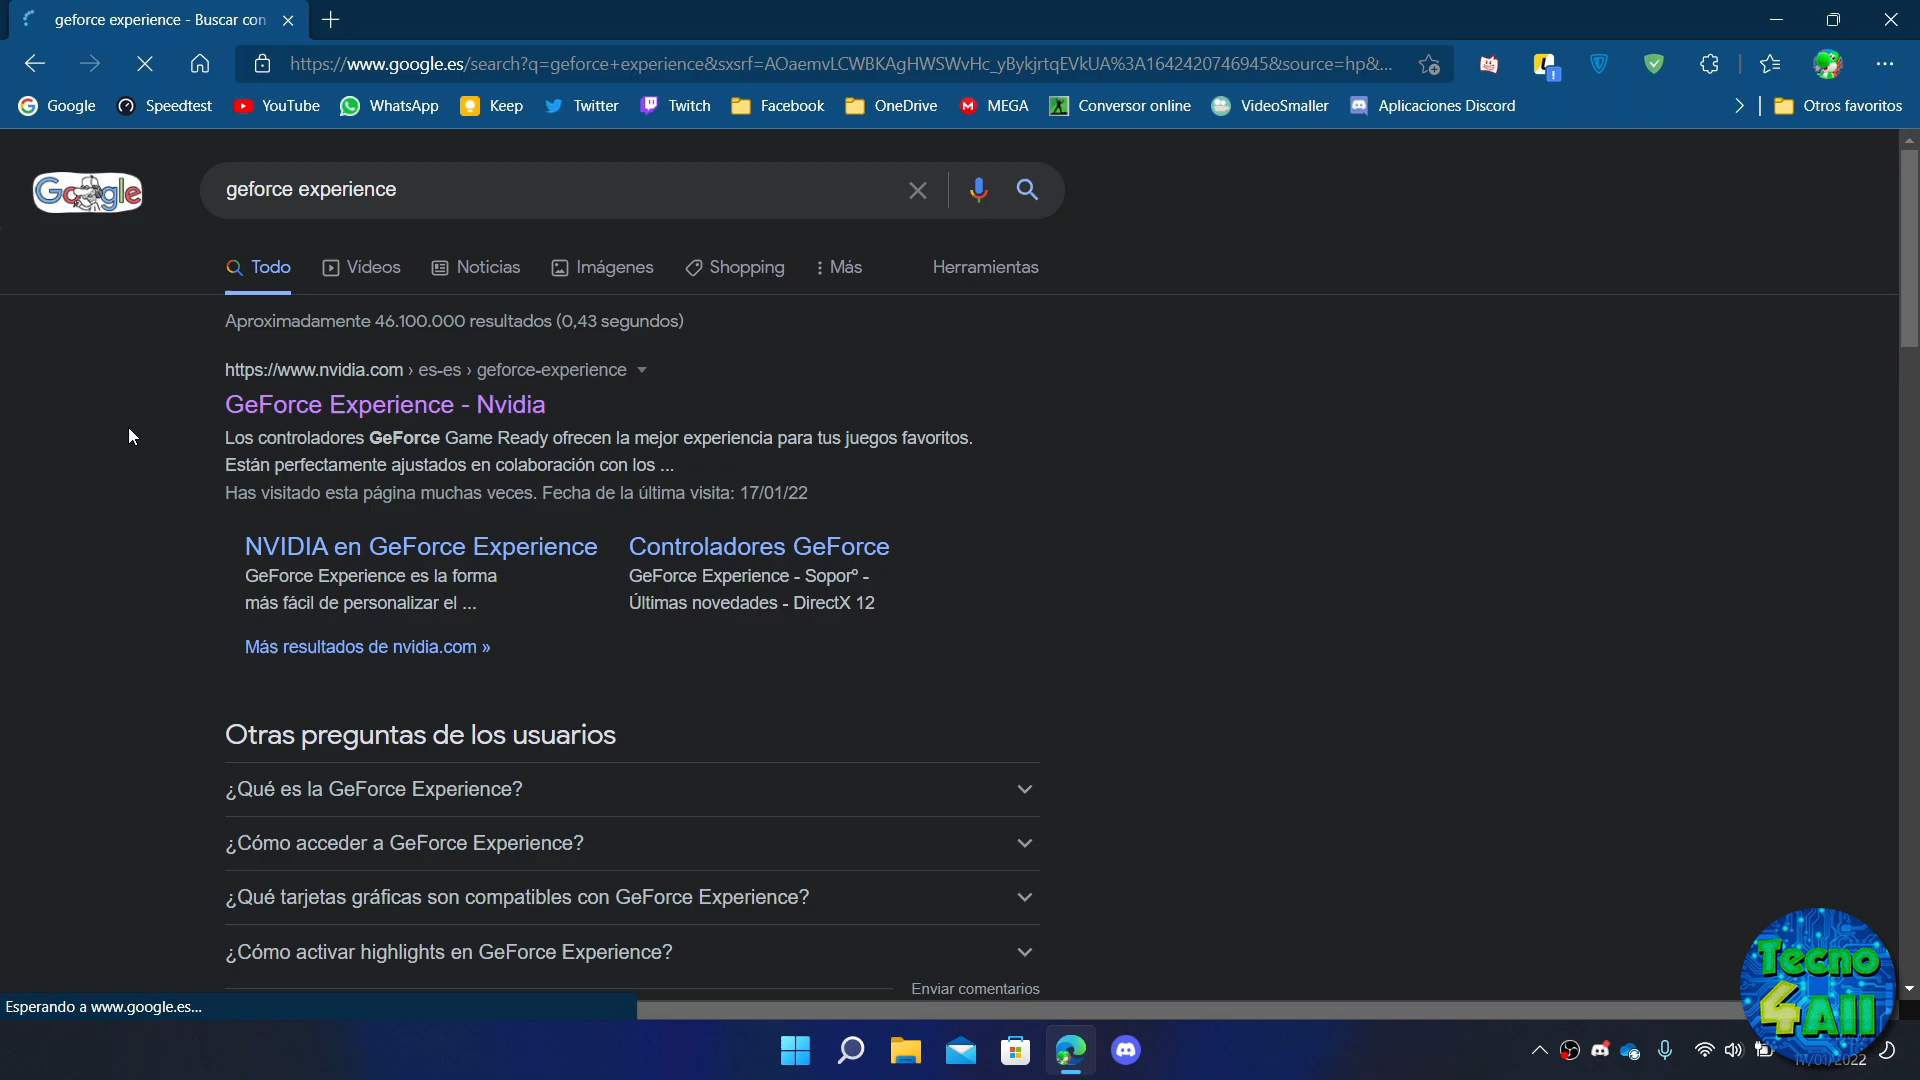 geforce experience - Buscar con
https://www.google.es/search?q=geforce+experience&sxsrf=AOaemvLCWBKAgHWSWvHc_yBykjrtqEVkUA%3A1642420746945&source=hp&...
Google Speedtest YouTube WhatsApp Keep Twitter Twitch Facebook OneDrive MEGA Conversor online VideoSmaller Aplicaciones Discord Otros favoritos
Google
geforce experience
Todo Vídeos Noticias Imágenes Shopping Más Herramientas
Aproximadamente 46.100.000 resultados (0,43 segundos)
https://www.nvidia.com › es-es › geforce-experience
GeForce Experience - Nvidia
Los controladores GeForce Game Ready ofrecen la mejor experiencia para tus juegos favoritos.
Están perfectamente ajustados en colaboración con los ...
Has visitado esta página muchas veces. Fecha de la última visita: 17/01/22
NVIDIA en GeForce Experience
GeForce Experience es la forma
más fácil de personalizar el ...
Controladores GeForce
GeForce Experience - Soporº -
Últimas novedades - DirectX 12
Más resultados de nvidia.com »
Otras preguntas de los usuarios
¿Qué es la GeForce Experience?
¿Cómo acceder a GeForce Experience?
¿Qué tarjetas gráficas son compatibles con GeForce Experience?
¿Cómo activar highlights en GeForce Experience?
Enviar comentarios
Esperando a www.google.es...
Tecno
4All
17/01/2022